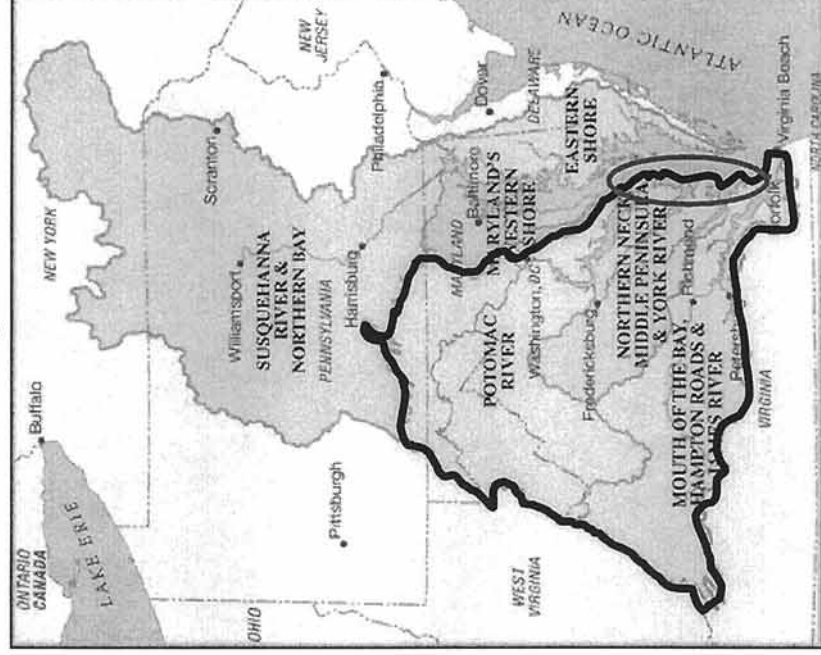 ONTARIO
CANADA
LAKE ERIE
Buffalo
NEW YORK
OHIO
Pittsburgh
Williamsport
Scranton
SUSQUEHANNA
RIVER &
NORTHERN BAY
PENNSYLVANIA
Harrisburg
NEW
JERSEY
Philadelphia
WEST
VIRGINIA
POTOMAC
RIVER
MARYLAND
Baltimoro
MARYLAND'S
WESTERN
SHORE
Washington, DC
Dover
DELAWARE
EASTERN
SHORE
ATLANTIC OCEAN
Fredericksburg
NORTHERN NECK,
MIDDLE PENINSULA
& YORK RIVER
Richmond
MOUTH OF THE BAY,
HAMPTON ROADS &
JAMES RIVER
Petersburg
VIRGINIA
Norfolk
Virginia Beach
NORTH CAROLINA